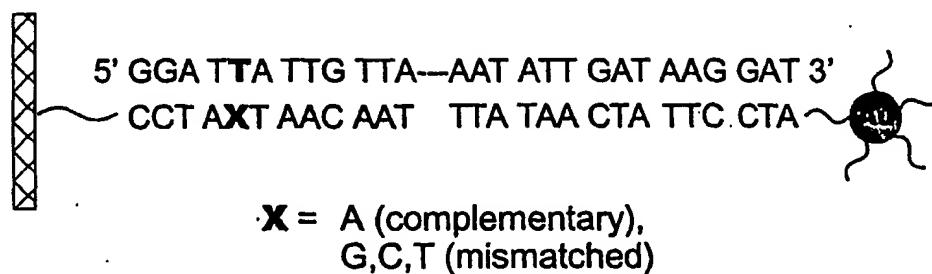 5' GGA TTA TTG TTA---AAT ATT GAT AAG GAT 3'
CCT AXT AAC AAT TTA TAA CTA TTC CTA
X = A (complementary),
G,C,T (mismatched)